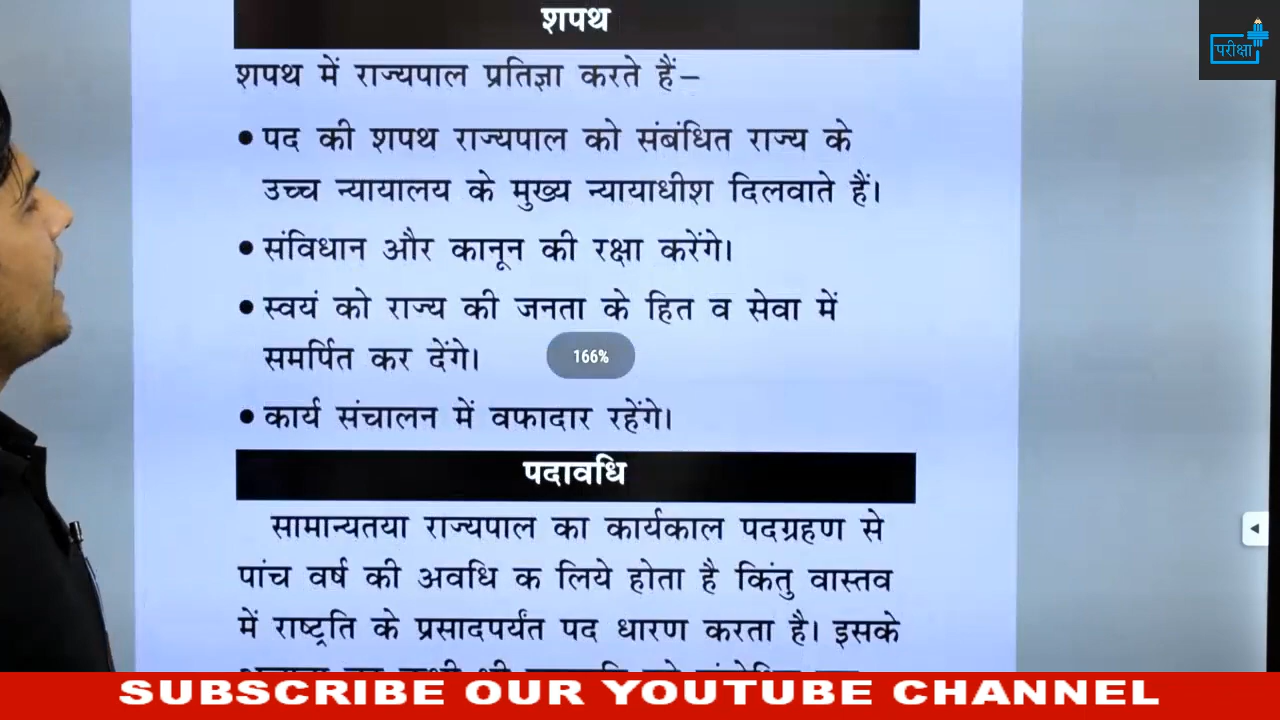 शपथ
परीक्षा
शपथ में राज्यपाल प्रतिज्ञा करते हैं–
• पद की शपथ राज्यपाल को संबंधित राज्य के
उच्च न्यायालय के मुख्य न्यायाधीश दिलवाते हैं।
• संविधान और कानून की रक्षा करेंगे।
• स्वयं को राज्य की जनता के हित व सेवा में
समर्पित कर देंगे।
166%
• कार्य संचालन में वफादार रहेंगे।
पदावधि
सामान्यतया राज्यपाल का कार्यकाल पदग्रहण से
पांच वर्ष की अवधि क लिये होता है किंतु वास्तव
में राष्ट्रति के प्रसादपर्यंत पद धारण करता है। इसके
SUBSCRIBE OUR YOUTUBE CHANNEL